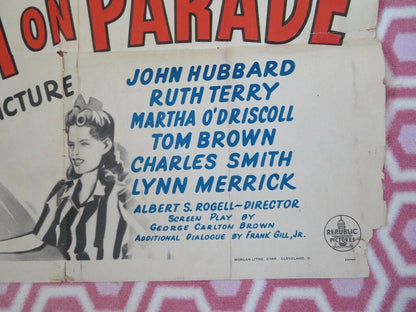 ON PARADE
PICTURE
JOHN HUBBARD
RUTH TERRY
MARTHA O'DRISCOLL
TOM BROWN
CHARLES SMITH
LYNN MERRICK
ALBERT S. ROGELL~DIRECTOR
SCREEN PLAY BY
GEORGE CARLTON BROWN
ADDITIONAL DIALOGUE BY FRANK GILL, JR.
REPUBLIC
PICTURES
MORGAN LITHO. CORP. CLEVELAND, O.